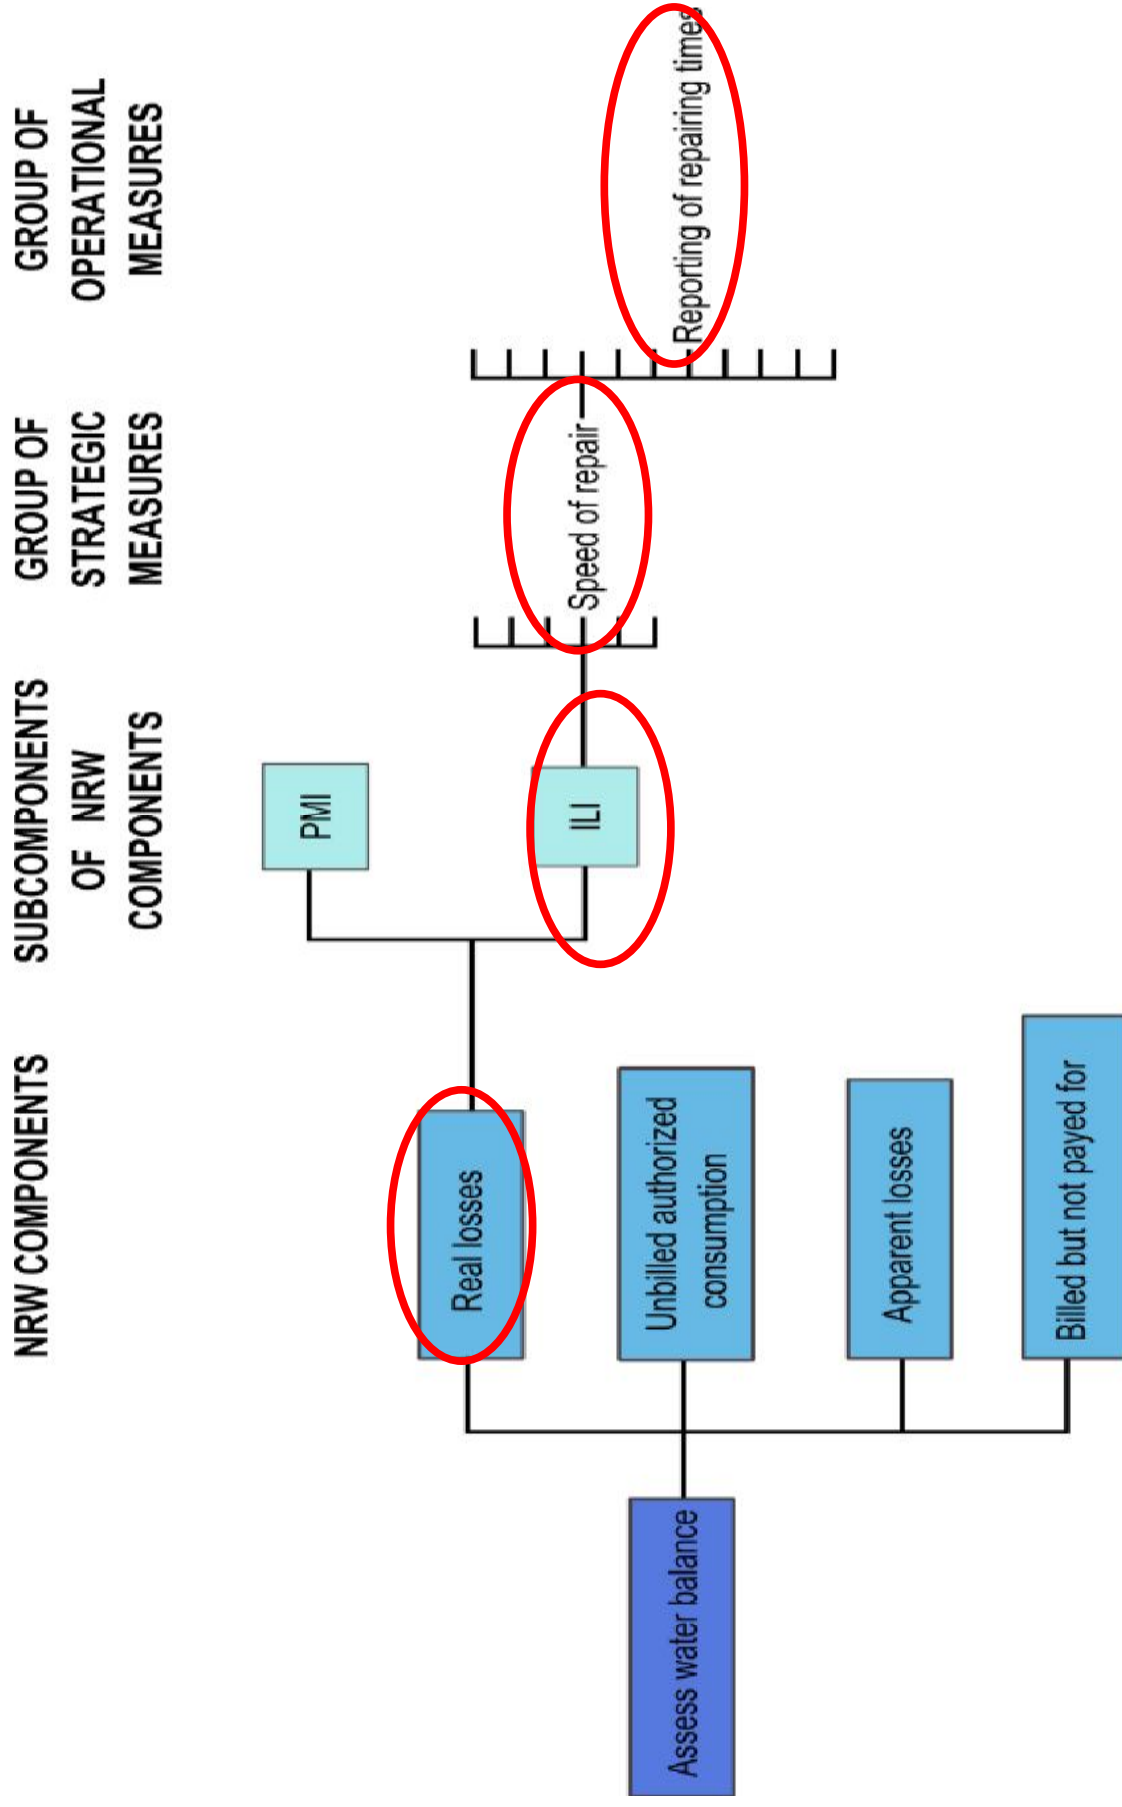 NRW COMPONENTS
SUBCOMPONENTS
OF NRW
COMPONENTS
GROUP OF
STRATEGIC
MEASURES
GROUP OF
OPERATIONAL
MEASURES
Assess water balance
Real losses
Unbilled authorized
consumption
Apparent losses
Billed but not payed for
PMI
ILI
Speed of repair
Reporting of repairing times